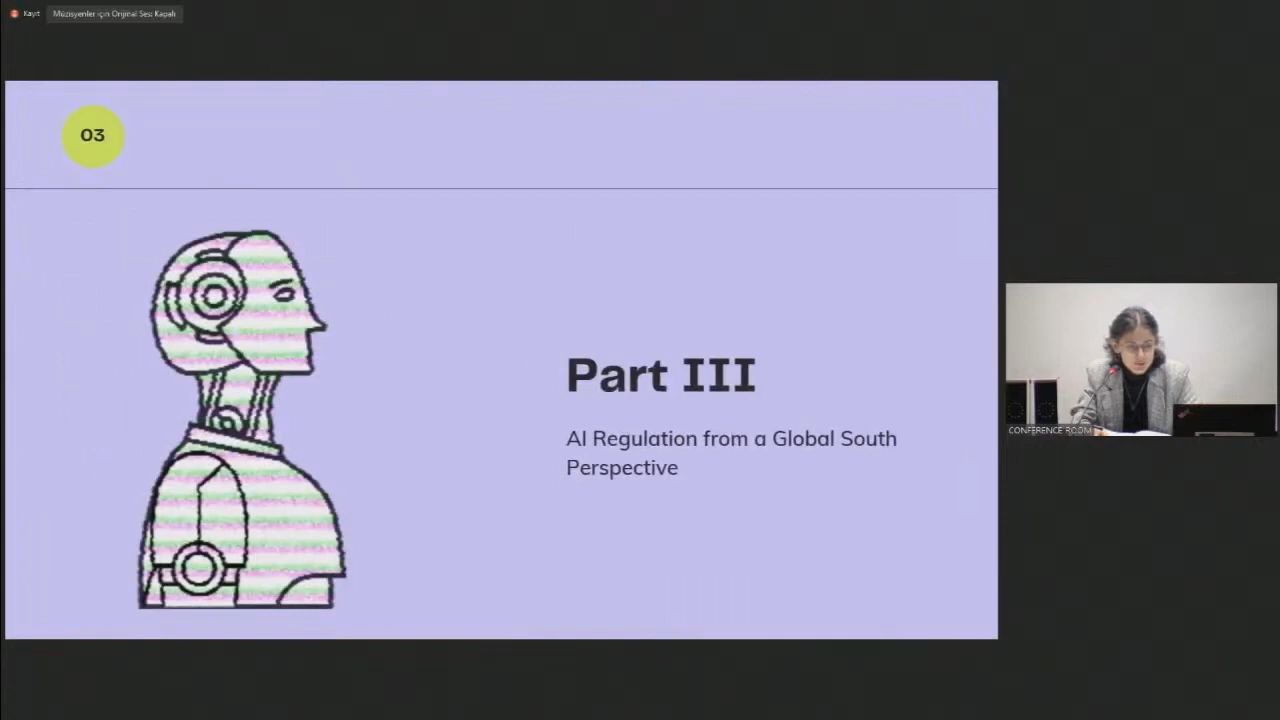 Kayıt
Müzisyenler için Orijinal Ses: Kapalı
03
Part III
AI Regulation from a Global South
Perspective
CONFERENCE ROOM